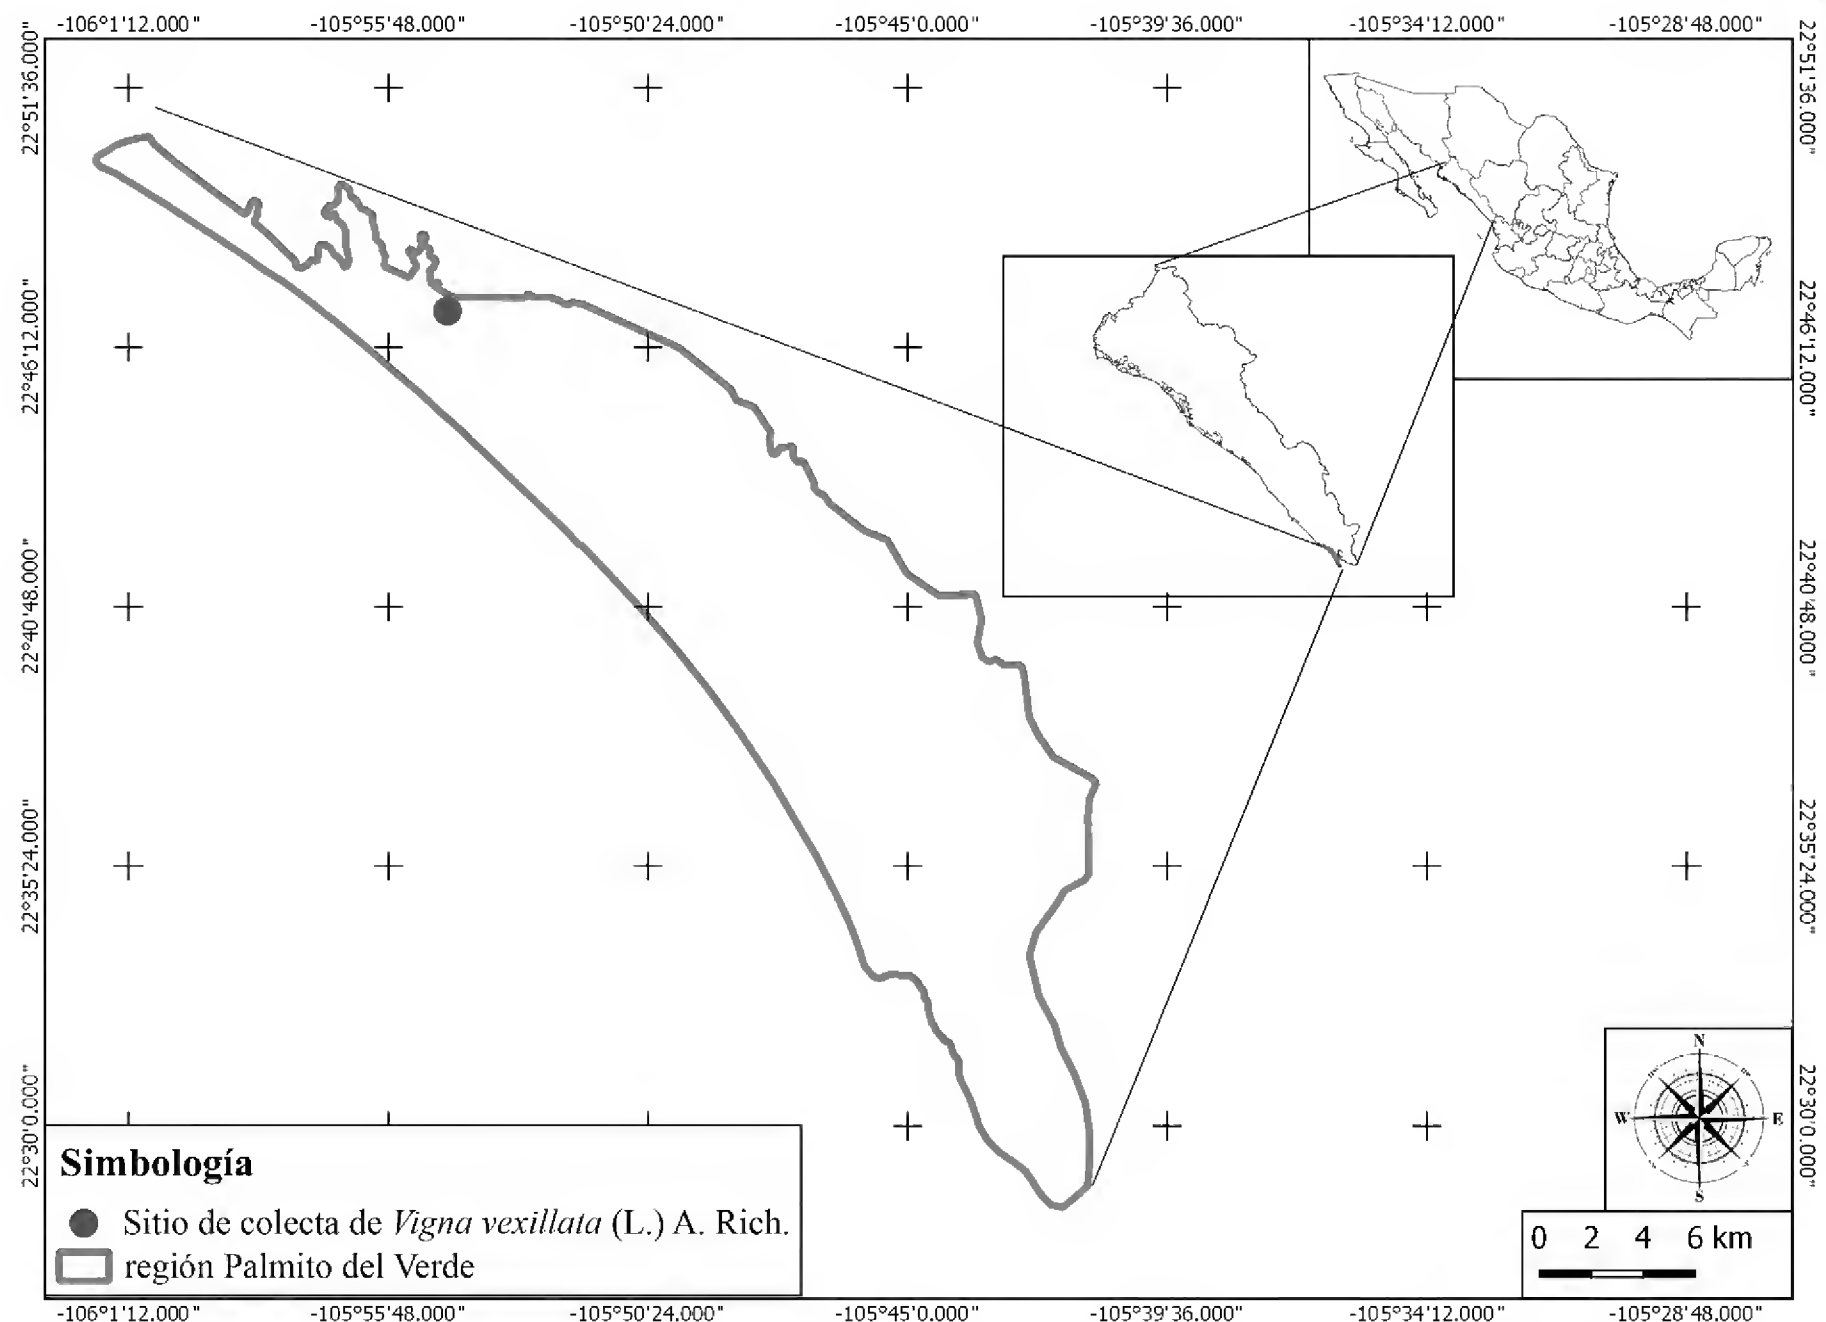 -106°1'12.000" -105°55'48.000" -105°50'24.000" -105°45'0.000" -105°39'36.000" -105°34'12.000" -105°28'48.000"
22°51'36.000"
22°46'12.000"
22°40'48.000"
22°35'24.000"
22°30'0.000"
22°51'36.000"
22°46'12.000"
22°40'48.000"
22°35'24.000"
22°30'0.000"
N
W E
S
Simbología
Sitio de colecta de Vigna vexillata (L.) A. Rich.
región Palmito del Verde
0 2 4 6 km
-106°1'12.000" -105°55'48.000" -105°50'24.000" -105°45'0.000" -105°39'36.000" -105°34'12.000" -105°28'48.000"